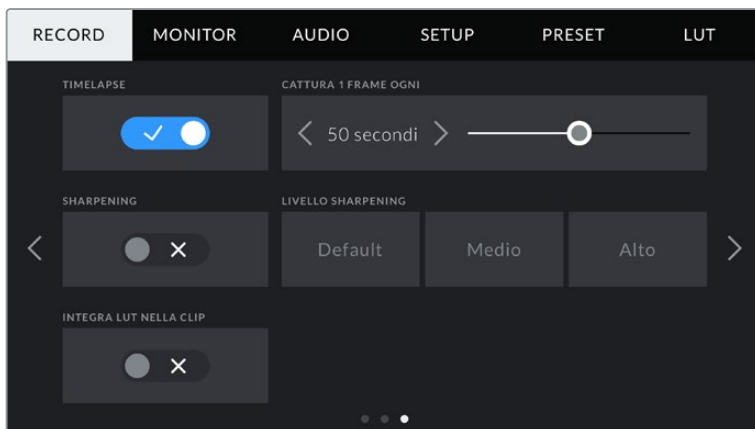 RECORD MONITOR AUDIO SETUP PRESET LUT
TIMELAPSE CATTURA 1 FRAME OGNI
50 secondi
SHARPENING LIVELLO SHARPENING
Default Medio Alto
INTEGRA LUT NELLA CLIP